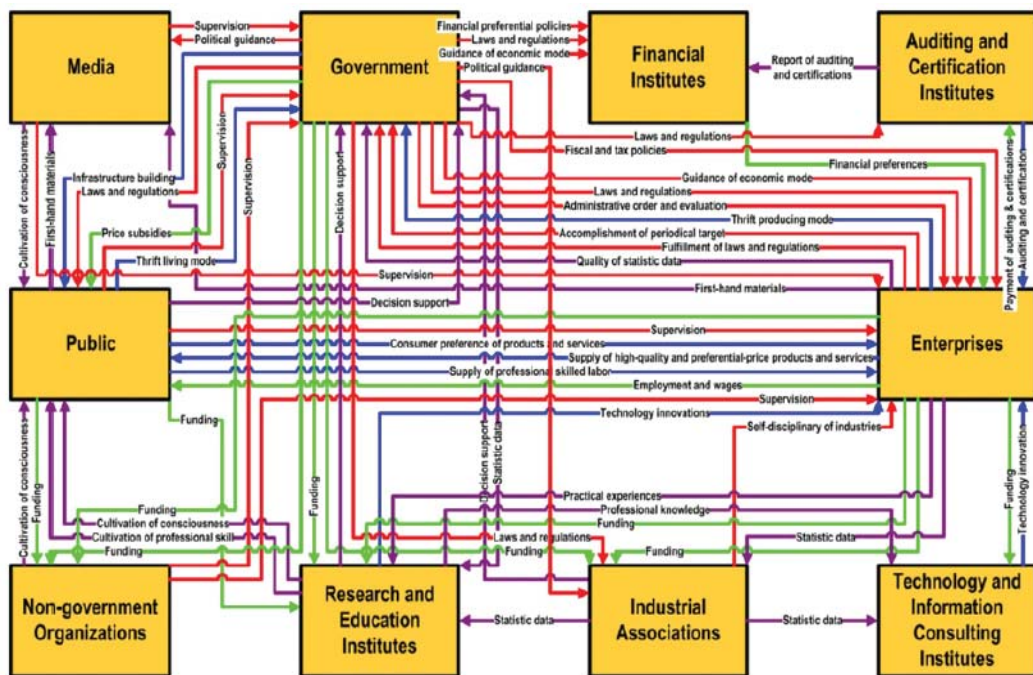 Supervision
Political guidance
Media
Government
Financial preferential policies
Laws and regulations
Guidance of economic mode
Political guidance
Financial
Institutes
Report of auditing
and certifications
Auditing and
Certification
Institutes
Cultivation of consciousness
First-hand materials
Infrastructure building
Laws and regulations
Price subsidies
Thrift living mode
Supervision
Supervision
Decision support
Decision support
Laws and regulations
Fiscal and tax policies
Financial preferences
Guidance of economic mode
Laws and regulations
Administrative order and evaluation
Thrift producing mode
Accomplishment of periodical target
Fulfillment of laws and regulations
Quality of statistic data
Supervision
First-hand materials
Payment of auditing & certifications
Auditing and certification
Public
Enterprises
Supervision
Consumer preference of products and services
Supply of high-quality and preferential-price products and services
Supply of professional skilled labor
Employment and wages
Supervision
Funding
Technology innovations
Self-disciplinary of industries
Cultivation of consciousness
Funding
Decision support
Statistic data
Funding
Technology innovation
Practical experiences
Professional knowledge
Funding
Funding
Funding
Cultivation of consciousness
Cultivation of professional skill
Funding
Laws and regulations
Funding
Statistic data
Funding
Non-government
Organizations
Research and
Education
Institutes
Statistic data
Industrial
Associations
Statistic data
Technology and
Information
Consulting
Institutes